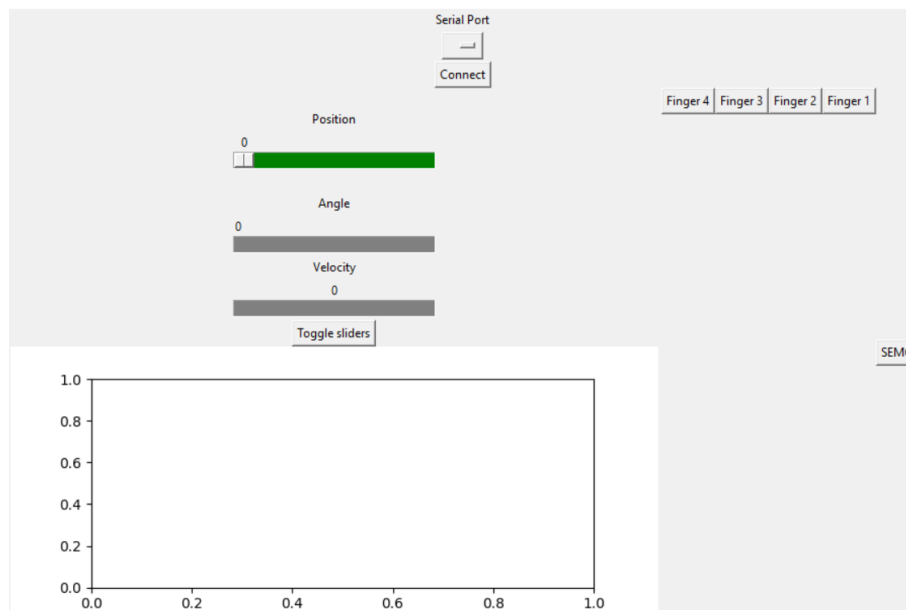 Serial Port
Connect
Finger 4 Finger 3 Finger 2 Finger 1
Position
0
Angle
0
Velocity
0
Toggle sliders
1.0
0.8
0.6
0.4
0.2
0.0
0.0 0.2 0.4 0.6 0.8 1.0